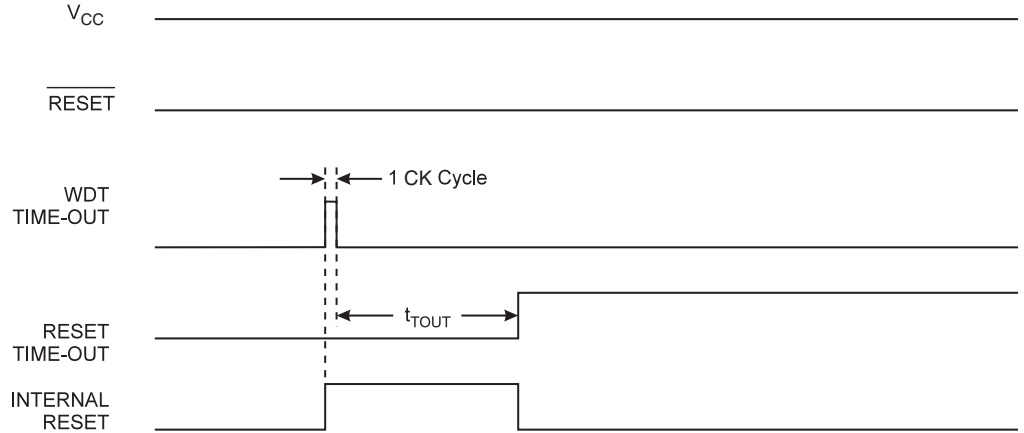 VCC
RESET
1 CK Cycle
WDT
TIME-OUT
tTOUT
RESET
TIME-OUT
INTERNAL
RESET